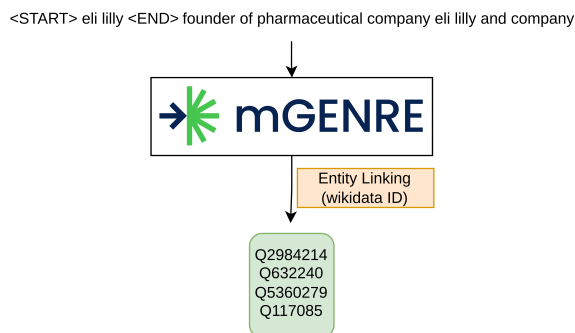 <START> eli lilly <END> founder of pharmaceutical company eli lilly and company
mGENRE
Entity Linking
(wikidata ID)
Q2984214
Q632240
Q5360279
Q117085